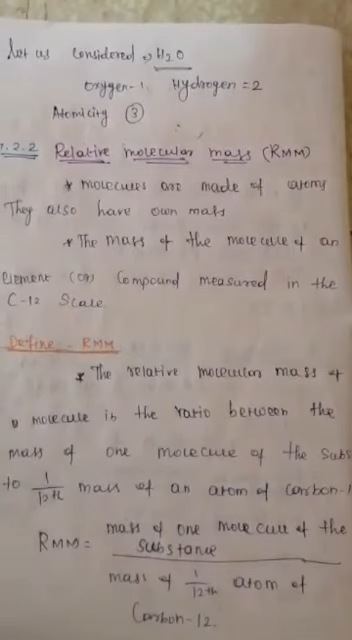 let us considered, H2O
Oxygen-1, Hydrogen = 2
Atomicity ③
7.2.2 Relative molecular mass (RMM)
* molecules are made of atoms
They also have own mass
* The mass of the molecule of an
Element (or) Compound measured in the
C-12 Scale
Define - RMM
* The relative molecular mass of
a molecule is the ratio between the
mass of one molecule of the Subs
to 1/12th mass of an atom of carbon-1
RMM = mass of one molecule of the
Substance
mass of 1/12th atom of
Carbon-12.